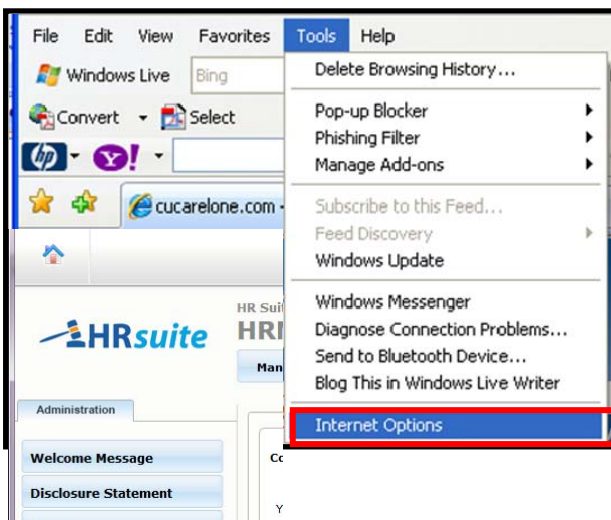 File Edit View Favorites Tools Help
Windows Live Bing
Convert Select
hp Y!
cucarelone.com -
Delete Browsing History...
Pop-up Blocker
Phishing Filter
Manage Add-ons
Subscribe to this Feed...
Feed Discovery
Windows Update
Windows Messenger
Diagnose Connection Problems...
Send to Bluetooth Device...
Blog This in Windows Live Writer
Internet Options
HR Sui
HRsuite
HRI
Man
Administration
Welcome Message
Disclosure Statement
Co
Y